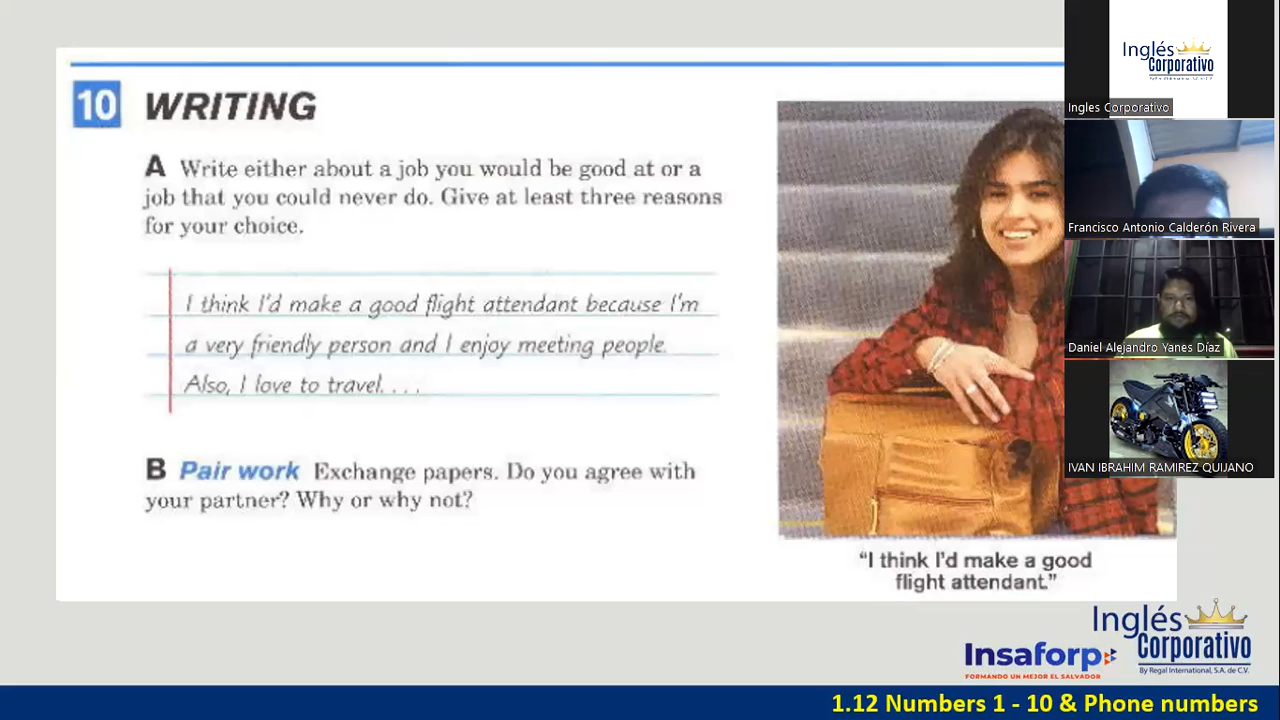 10 WRITING
A Write either about a job you would be good at or a
job that you could never do. Give at least three reasons
for your choice.
I think I'd make a good flight attendant because I'm
a very friendly person and I enjoy meeting people.
Also, I love to travel. . . .
B Pair work Exchange papers. Do you agree with
your partner? Why or why not?
"I think I'd make a good
flight attendant."
Inglés
Corporativo
Ingles Corporativo
Francisco Antonio Calderón Rivera
Daniel Alejandro Yanes Díaz
IVAN IBRAHIM RAMIREZ QUIJANO
Insaforp
FORMANDO UN MEJOR EL SALVADOR
Inglés
Corporativo
By Regal International, S.A. de C.V.
1.12 Numbers 1 - 10 & Phone numbers